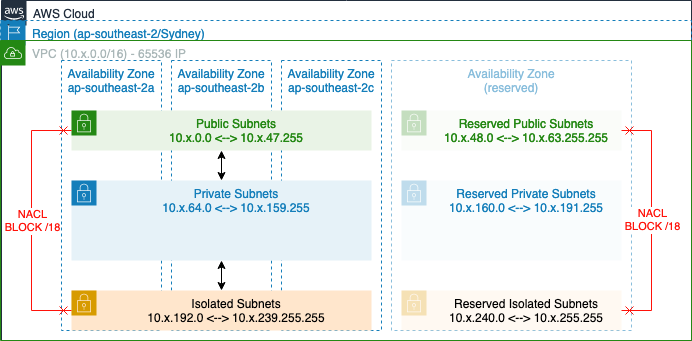 aws
AWS Cloud
Region (ap-southeast-2/Sydney)
VPC (10.x.0.0/16) - 65536 IP
Availability Zone
ap-southeast-2a
Availability Zone
ap-southeast-2b
Availability Zone
ap-southeast-2c
Availability Zone
(reserved)
Public Subnets
10.x.0.0 <--> 10.x.47.255
Reserved Public Subnets
10.x.48.0 <--> 10.x.63.255.255
Private Subnets
10.x.64.0 <--> 10.x.159.255
Reserved Private Subnets
10.x.160.0 <--> 10.x.191.255
NACL
BLOCK /18
NACL
BLOCK /18
Isolated Subnets
10.x.192.0 <--> 10.x.239.255.255
Reserved Isolated Subnets
10.x.240.0 <--> 10.x.255.255